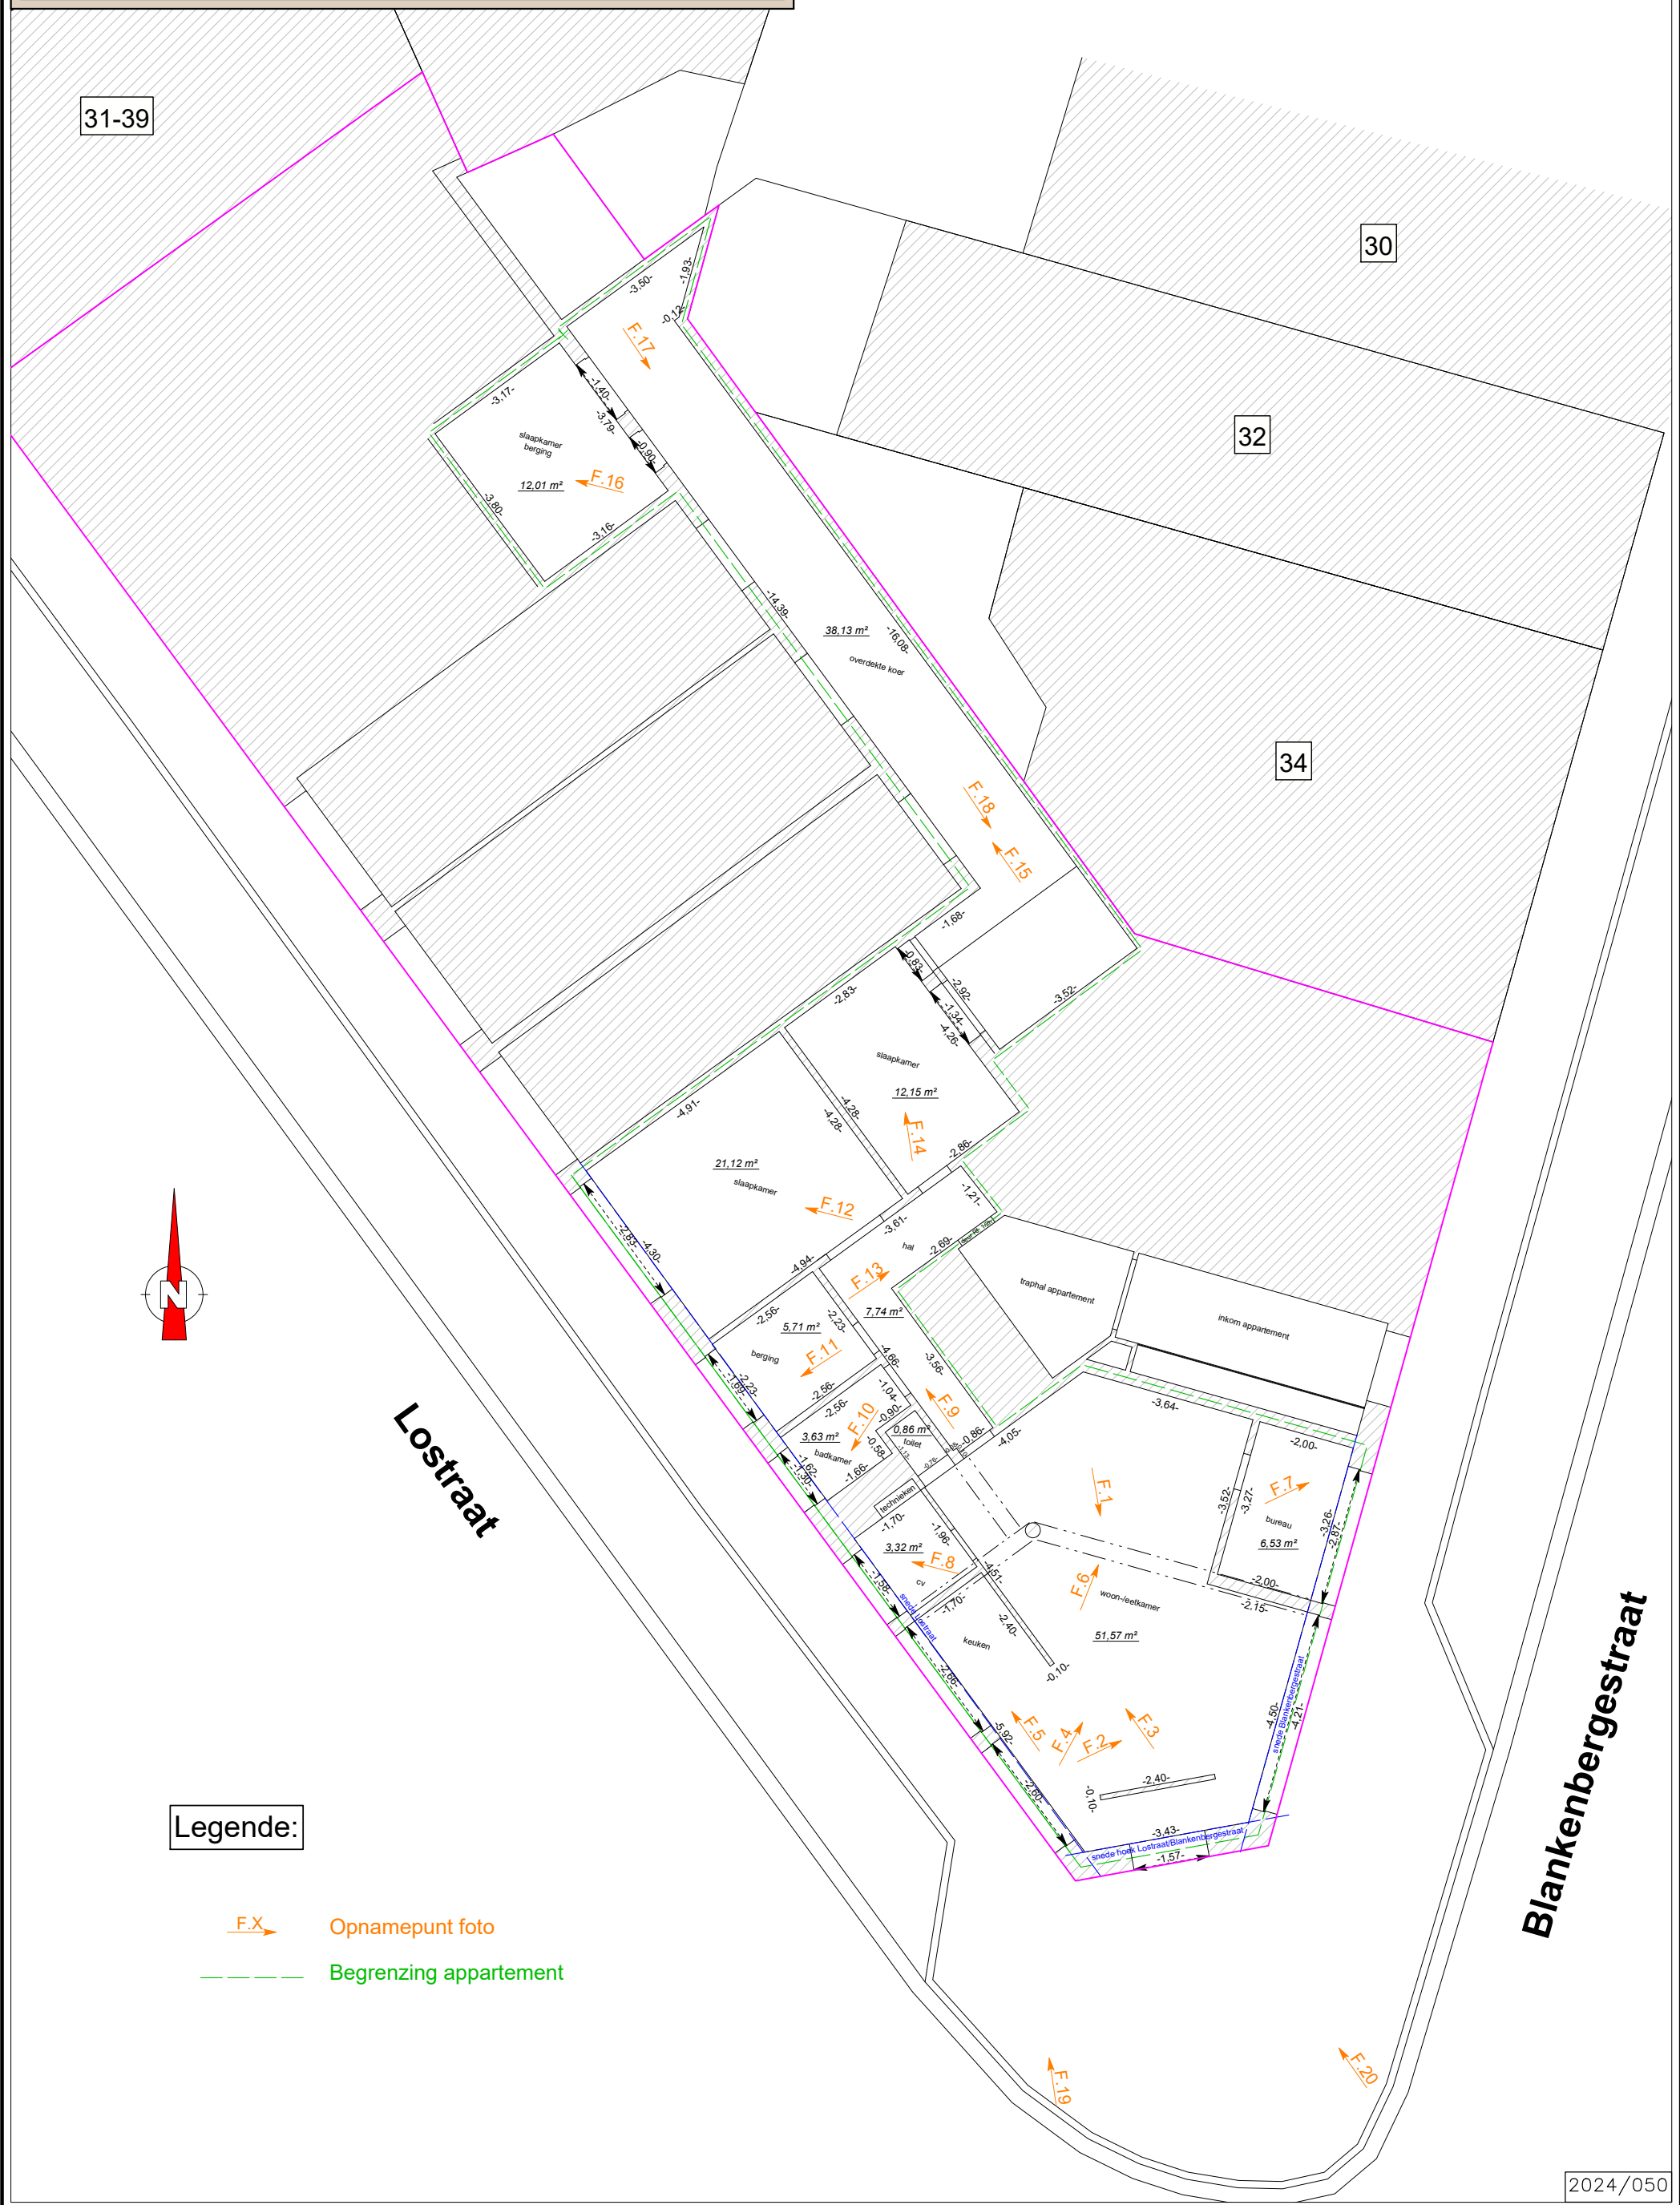 31-39
30
32
34
-3,50-
-1,93-
-0,12-
F.17
-3,17-
-1,40-
-3,79-
-0,90-
slaapkamer
berging
12,01 m²
F.16
-3,80-
-3,16-
-14,39-
38,13 m²
overdekte koer
-16,08-
F.18
F.15
-1,68-
-0,83-
-2,92-
-1,34-
-4,26-
-3,52-
-2,83-
slaapkamer
12,15 m²
-4,91-
-4,28-
-4,28-
F.14
-2,86-
21,12 m²
slaapkamer
F.12
-1,21-
-3,61-
hal
-2,69-
-2,83-
-4,30-
-4,94-
F.13
7,74 m²
traphal appartement
inkom appartement
-2,56-
5,71 m²
-2,23-
berging
F.11
-4,66-
-3,56-
-1,69-
-2,23-
-2,56-
-2,56-
-1,04-
F.10
-0,90-
F.9
3,63 m²
0,86 m²
toilet
-0,58-
badkamer
-1,13-
-0,76-
-0,86-
-4,05-
-1,62-
-1,30-
-1,66-
-3,64-
-2,00-
technieken
-1,70-
-1,96-
3,32 m²
F.8
cv
F.1
-3,52-
-3,27-
F.7
bureau
6,53 m²
-3,26-
-2,87-
-2,00-
-2,15-
-1,58-
snede Lostraat
-1,70-
-4,51-
-2,40-
keuken
F.6
woon-/eetkamer
51,57 m²
-0,10-
-2,66-
-5,92-
-2,60-
F.5
F.4
F.2
F.3
-4,50-
snede Blankenbergestraat
-4,21-
-2,40-
-0,10-
-3,43-
snede hoek Lostraat/Blankenbergestraat
-1,57-
N
Lostraat
Blankenbergestraat
Legende:
F.X
Opnamepunt foto
Begrenzing appartement
F.19
F.20
2024/050